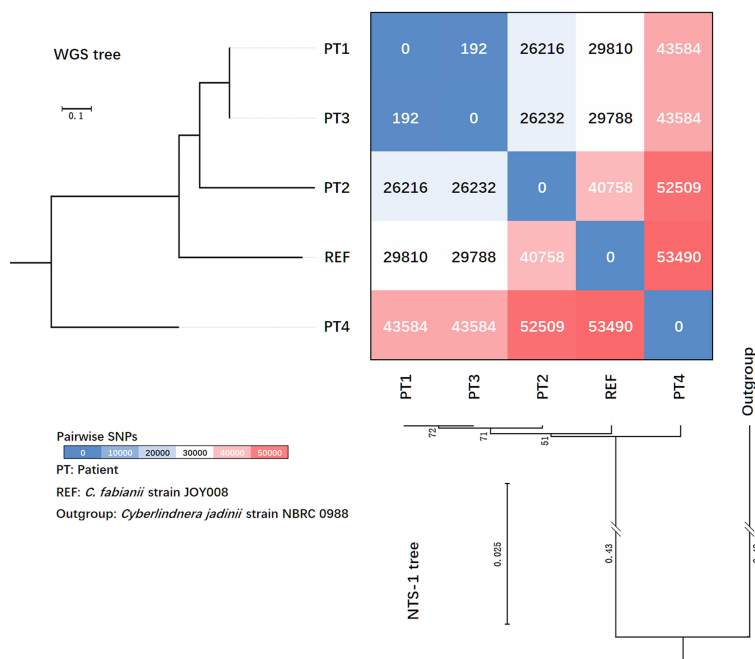 WGS tree
0.1
PT1
PT3
PT2
REF
PT4
0 192 26216 29810 43584
192 0 26232 29788 43584
26216 26232 0 40758 52509
29810 29788 40758 0 53490
43584 43584 52509 53490 0
PT1 PT3 PT2 REF PT4 Outgroup
Pairwise SNPs
0 10000 20000 30000 40000 50000
PT: Patient
REF: C. fabianii strain JOY008
Outgroup: Cyberlindnera jadinii strain NBRC 0988
72
71
51
NTS-1 tree
0.025
0.43